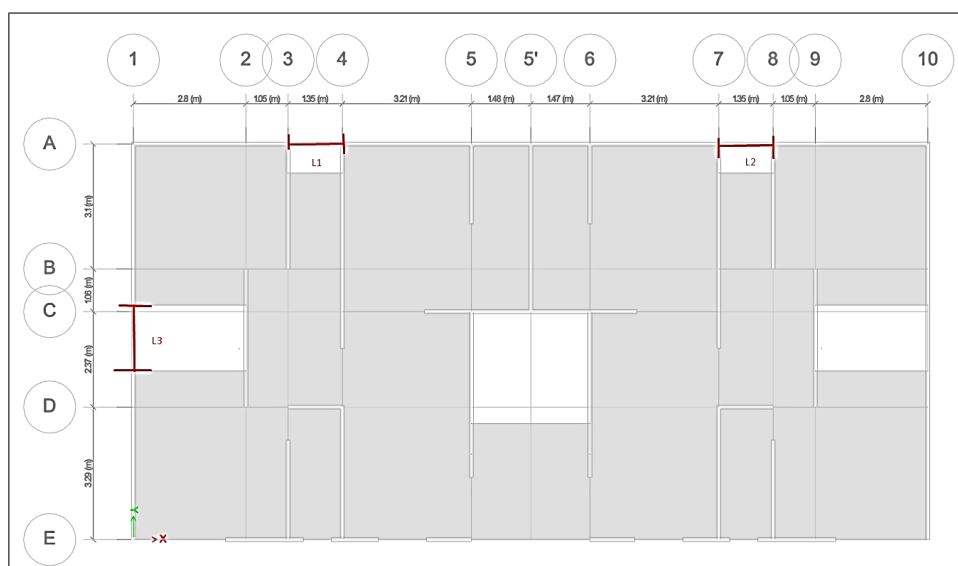 1 2 3 4 5 5' 6 7 8 9 10
2.8 (m) 1.05 (m) 1.35 (m) 3.21 (m) 1.48 (m) 1.47 (m) 3.21 (m) 1.35 (m) 1.05 (m) 2.8 (m)
A
L1 L2
3.1 (m)
B
1.06 (m)
C
L3
2.37 (m)
D
3.29 (m)
Y
E
X